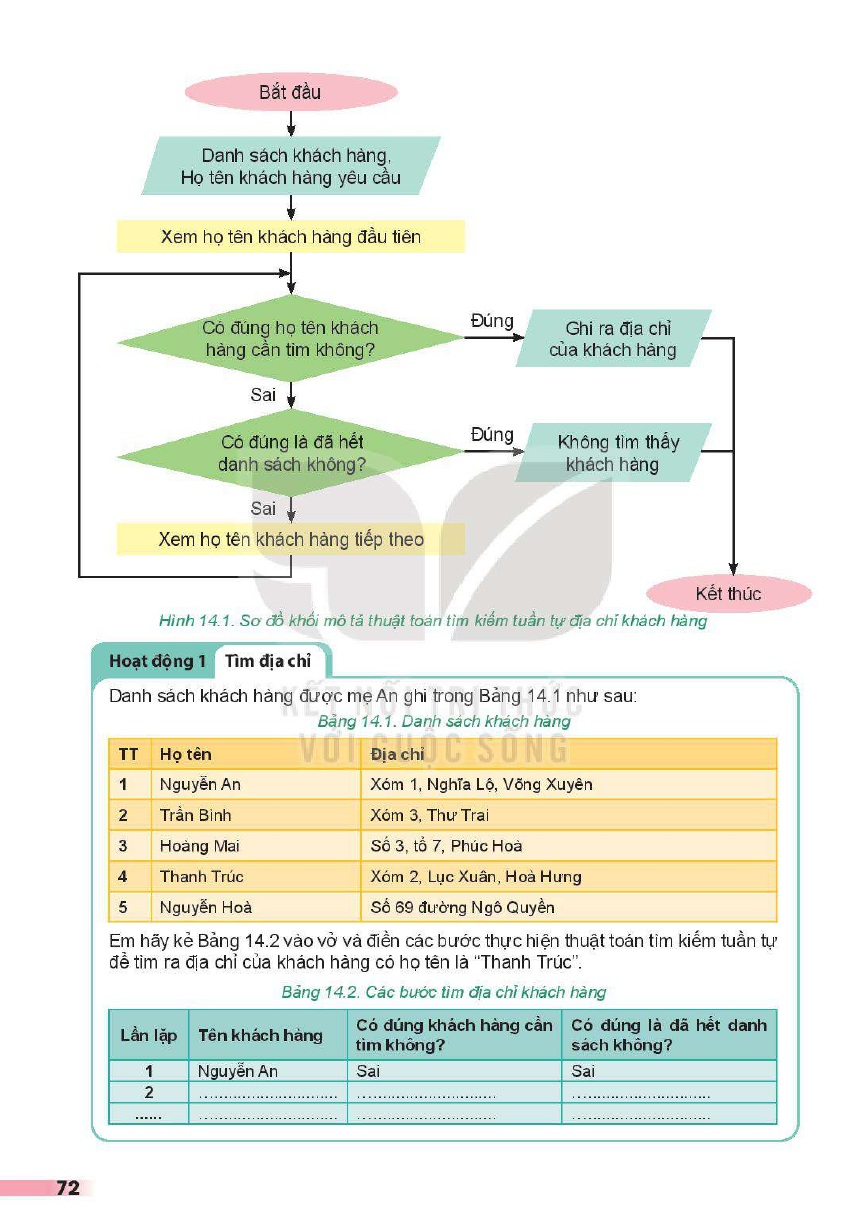 Bắt đầu
Danh sách khách hàng,
Họ tên khách hàng yêu cầu
Xem họ tên khách hàng đầu tiên
Có đúng họ tên khách
hàng cần tìm không?
Đúng
Ghi ra địa chỉ
của khách hàng
Sai
Có đúng là đã hết
danh sách không?
Đúng
Không tìm thấy
khách hàng
Sai
Xem họ tên khách hàng tiếp theo
Kết thúc
Hình 14.1. Sơ đồ khối mô tả thuật toán tìm kiếm tuần tự địa chỉ khách hàng
Hoạt động 1 Tìm địa chỉ
Danh sách khách hàng được mẹ An ghi trong Bảng 14.1 như sau:
KẾT NỐI TRI THỨC
Bảng 14.1. Danh sách khách hàng
VỚI CUỘC SỐNG
TT Họ tên Địa chỉ
1 Nguyễn An Xóm 1, Nghĩa Lộ, Võng Xuyên
2 Trần Bình Xóm 3, Thư Trai
3 Hoàng Mai Số 3, tổ 7, Phúc Hoà
4 Thanh Trúc Xóm 2, Lục Xuân, Hoà Hưng
5 Nguyễn Hoà Số 69 đường Ngô Quyền
Em hãy kẻ Bảng 14.2 vào vở và điền các bước thực hiện thuật toán tìm kiếm tuần tự
để tìm ra địa chỉ của khách hàng có họ tên là “Thanh Trúc”.
Bảng 14.2. Các bước tìm địa chỉ khách hàng
Lần lặp Tên khách hàng Có đúng khách hàng cần tìm không? Có đúng là đã hết danh sách không?
1 Nguyễn An Sai Sai
2 ................................ ................................ ................................
...... ................................ ................................ ................................
72